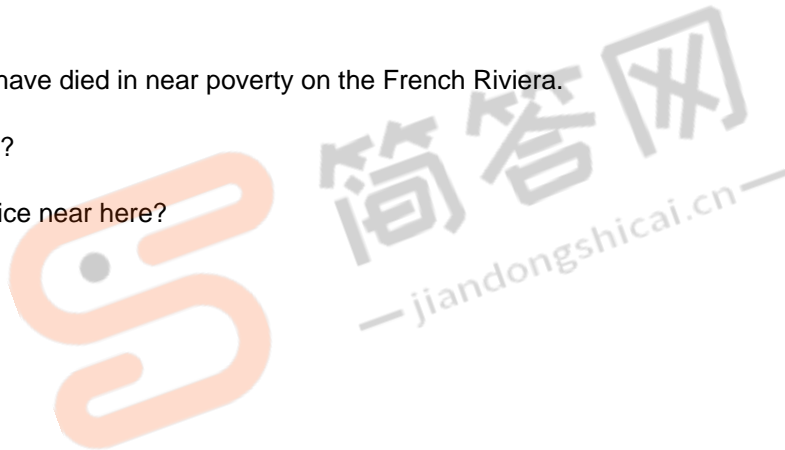 have died in near poverty on the French Riviera.
?
ice near here?
简答网
— jiandongshicai.cn —